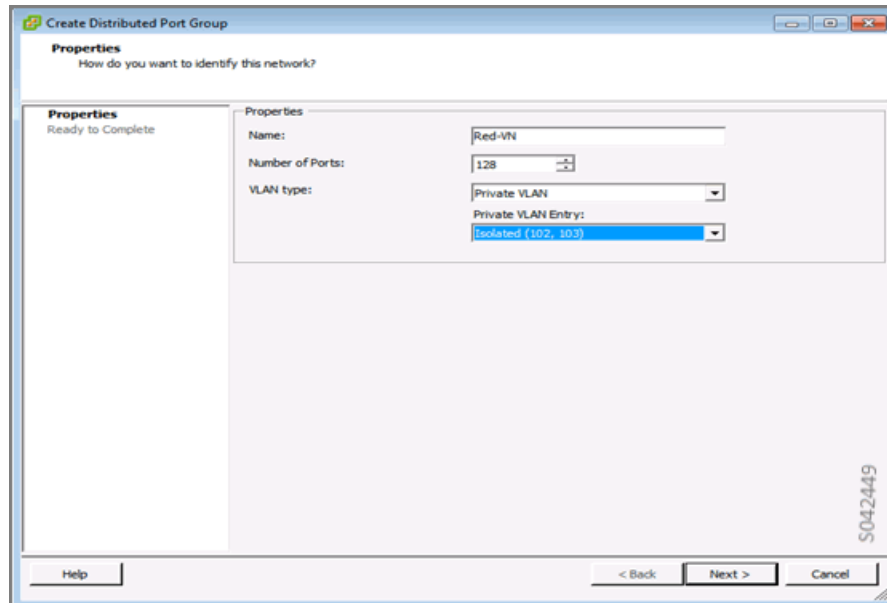 Create Distributed Port Group
Properties
How do you want to identify this network?
Properties
Ready to Complete
Properties
Name:
Red-VN
Number of Ports:
128
VLAN type:
Private VLAN
Private VLAN Entry:
Isolated (102, 103)
S042449
Help
< Back
Next >
Cancel